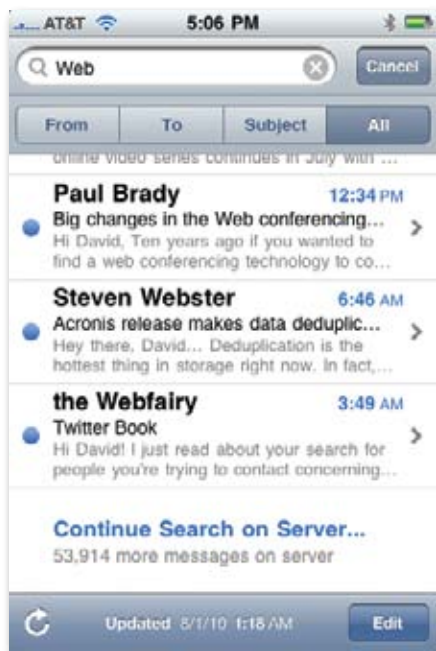 AT&T 5:06 PM
Web Cancel
From To Subject All
online video series continues in July with ...
Paul Brady 12:34 PM
Big changes in the Web conferencing...
Hi David, Ten years ago if you wanted to
find a web conferencing technology to co...
Steven Webster 6:46 AM
Acronis release makes data deduplic...
Hey there, David... Deduplication is the
hottest thing in storage right now. In fact,...
the Webfairy 3:49 AM
Twitter Book
Hi David! I just read about your search for
people you're trying to contact concerning...
Continue Search on Server...
53,914 more messages on server
Updated 8/1/10 1:18 AM Edit